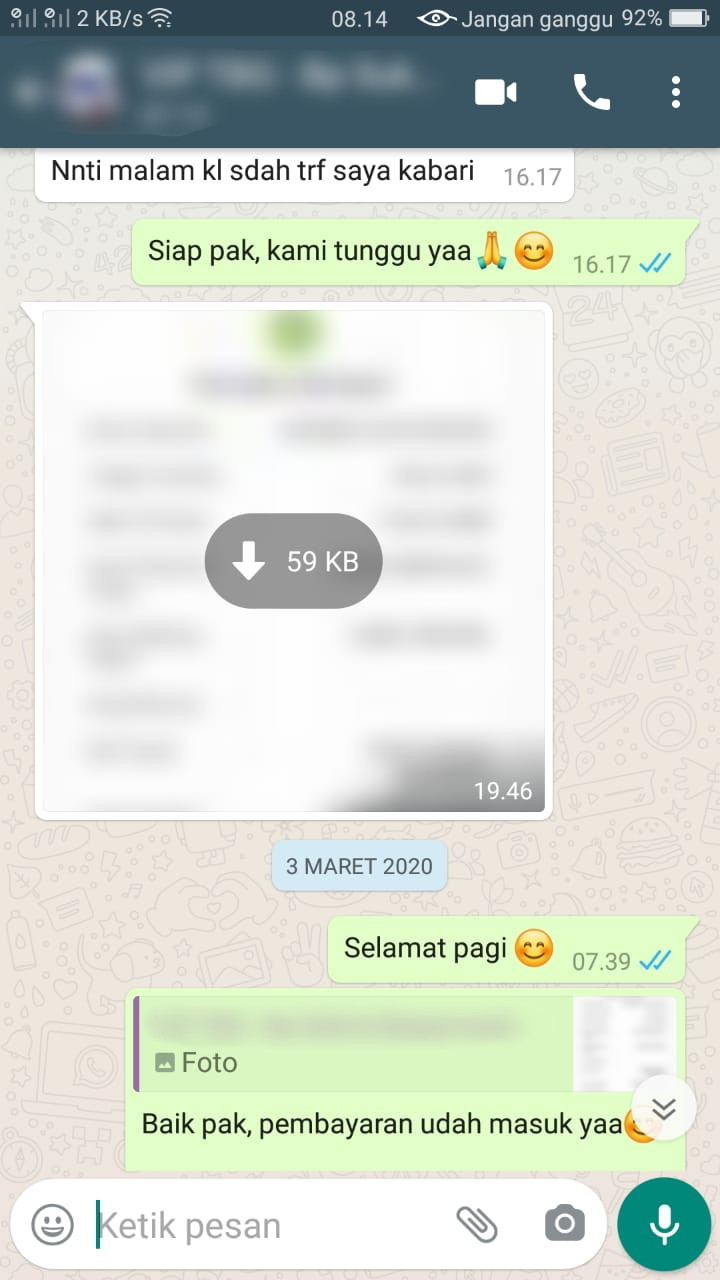 2 KB/s 08.14 Jangan ganggu 92%
Nnti malam kl sdah trf saya kabari 16.17
Siap pak, kami tunggu yaa🙏😊 16.17
59 KB
19.46
3 MARET 2020
Selamat pagi 😊 07.39
Foto
Baik pak, pembayaran udah masuk yaa😊
Ketik pesan